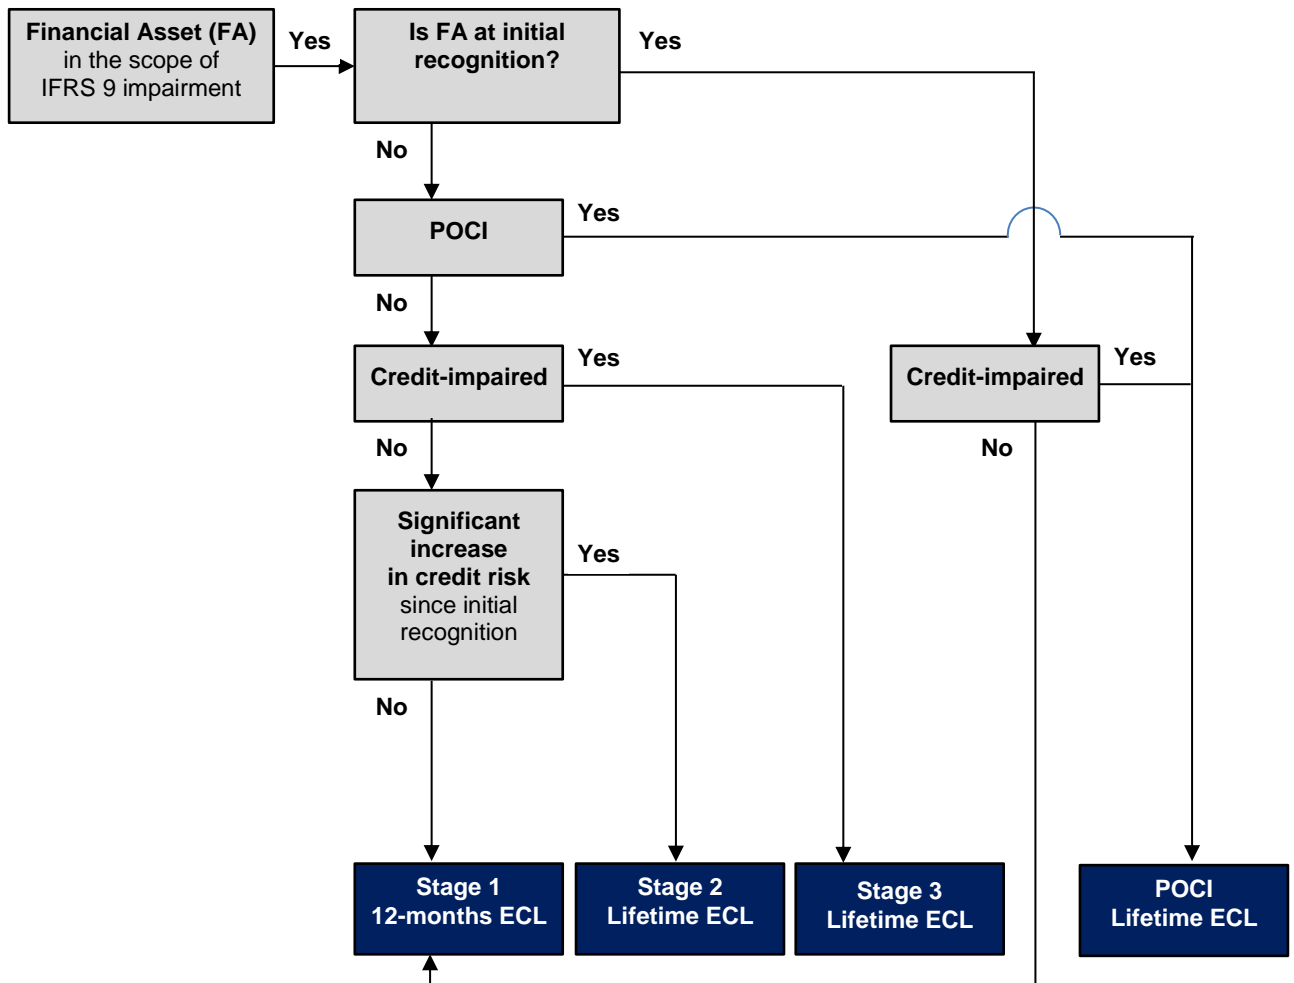 Financial Asset (FA)
in the scope of
IFRS 9 impairment
Yes
Is FA at initial
recognition?
Yes
No
POCI
Yes
No
Credit-impaired
Yes
Credit-impaired
Yes
No
No
Significant
increase
in credit risk
since initial
recognition
Yes
No
Stage 1
12-months ECL
Stage 2
Lifetime ECL
Stage 3
Lifetime ECL
POCI
Lifetime ECL